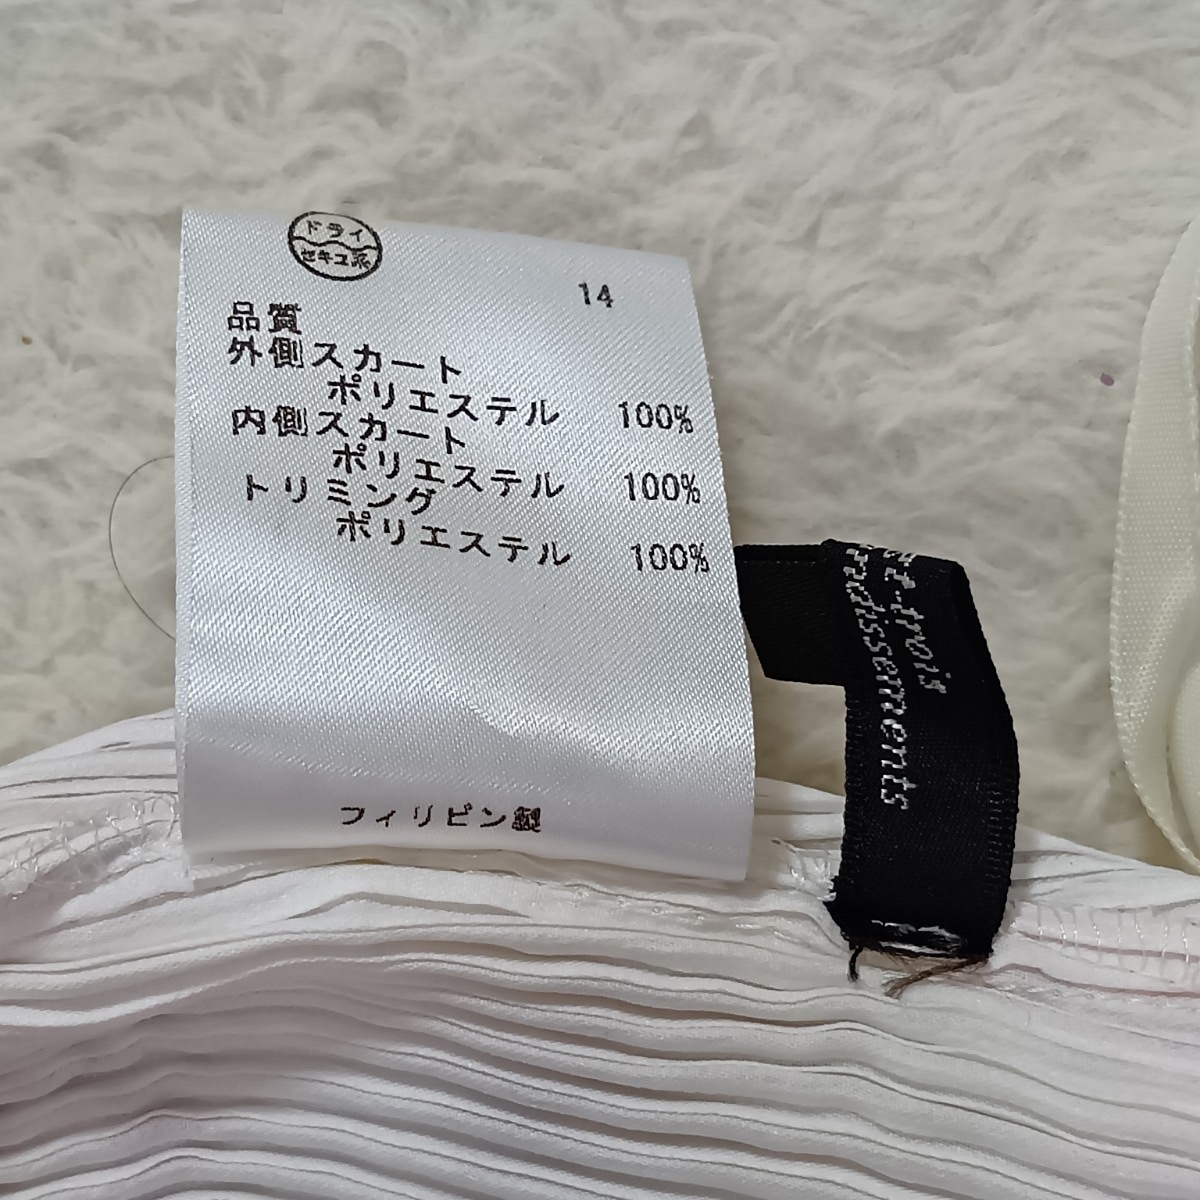 ドライ
セキユ系
14
品質
外側スカート
ポリエステル 100%
内側スカート
ポリエステル 100%
トリミング
ポリエステル 100%
フィリピン製
t-trois
ndissements